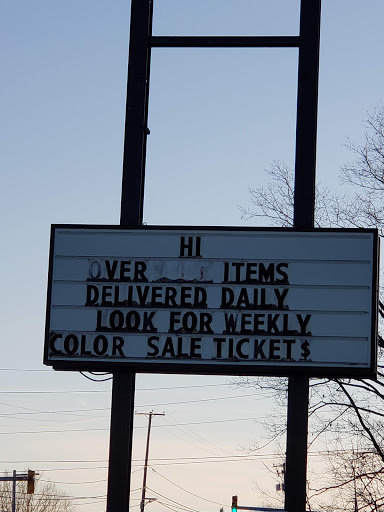 HI
OVER ITEMS
DELIVERED DAILY
LOOK FOR WEEKLY
COLOR SALE TICKET$